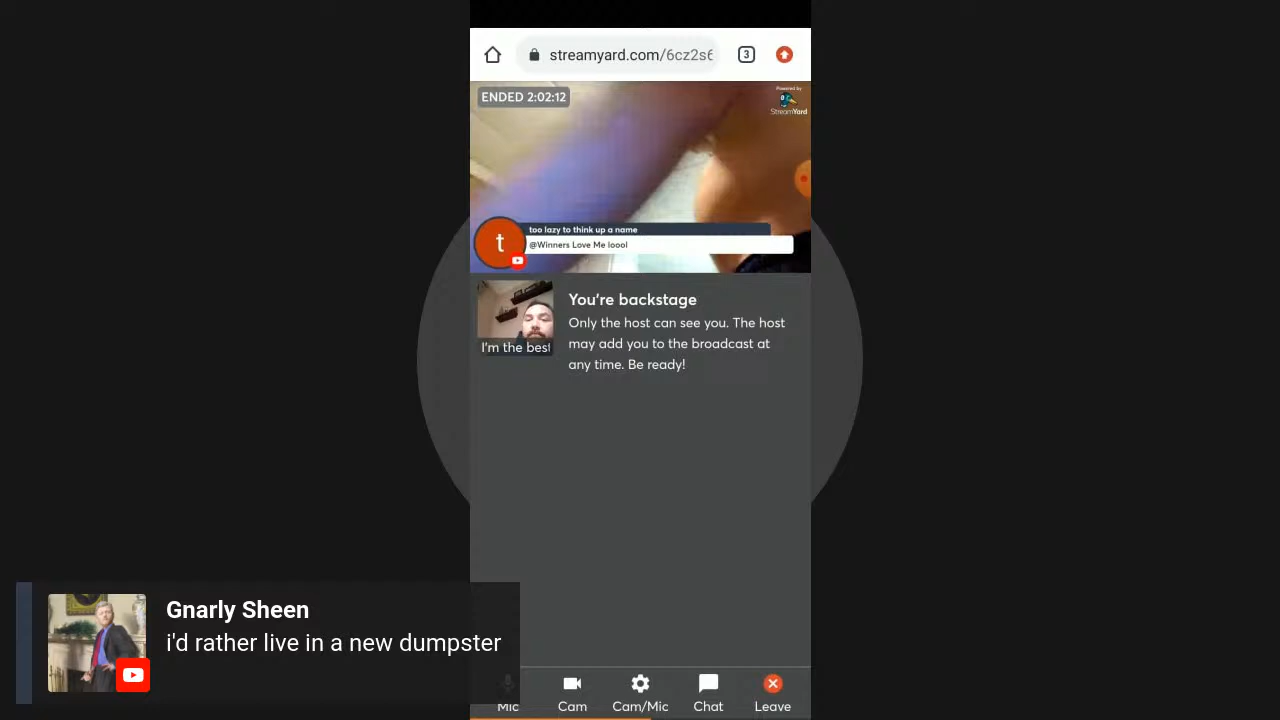 streamyard.com/6cz2s6
3
ENDED 2:02:12
Powered by
StreamYard
t
too lazy to think up a name
@Winners Love Me loool
I'm the best
You're backstage
Only the host can see you. The host
may add you to the broadcast at
any time. Be ready!
Gnarly Sheen
i'd rather live in a new dumpster
Mic
Cam
Cam/Mic
Chat
Leave